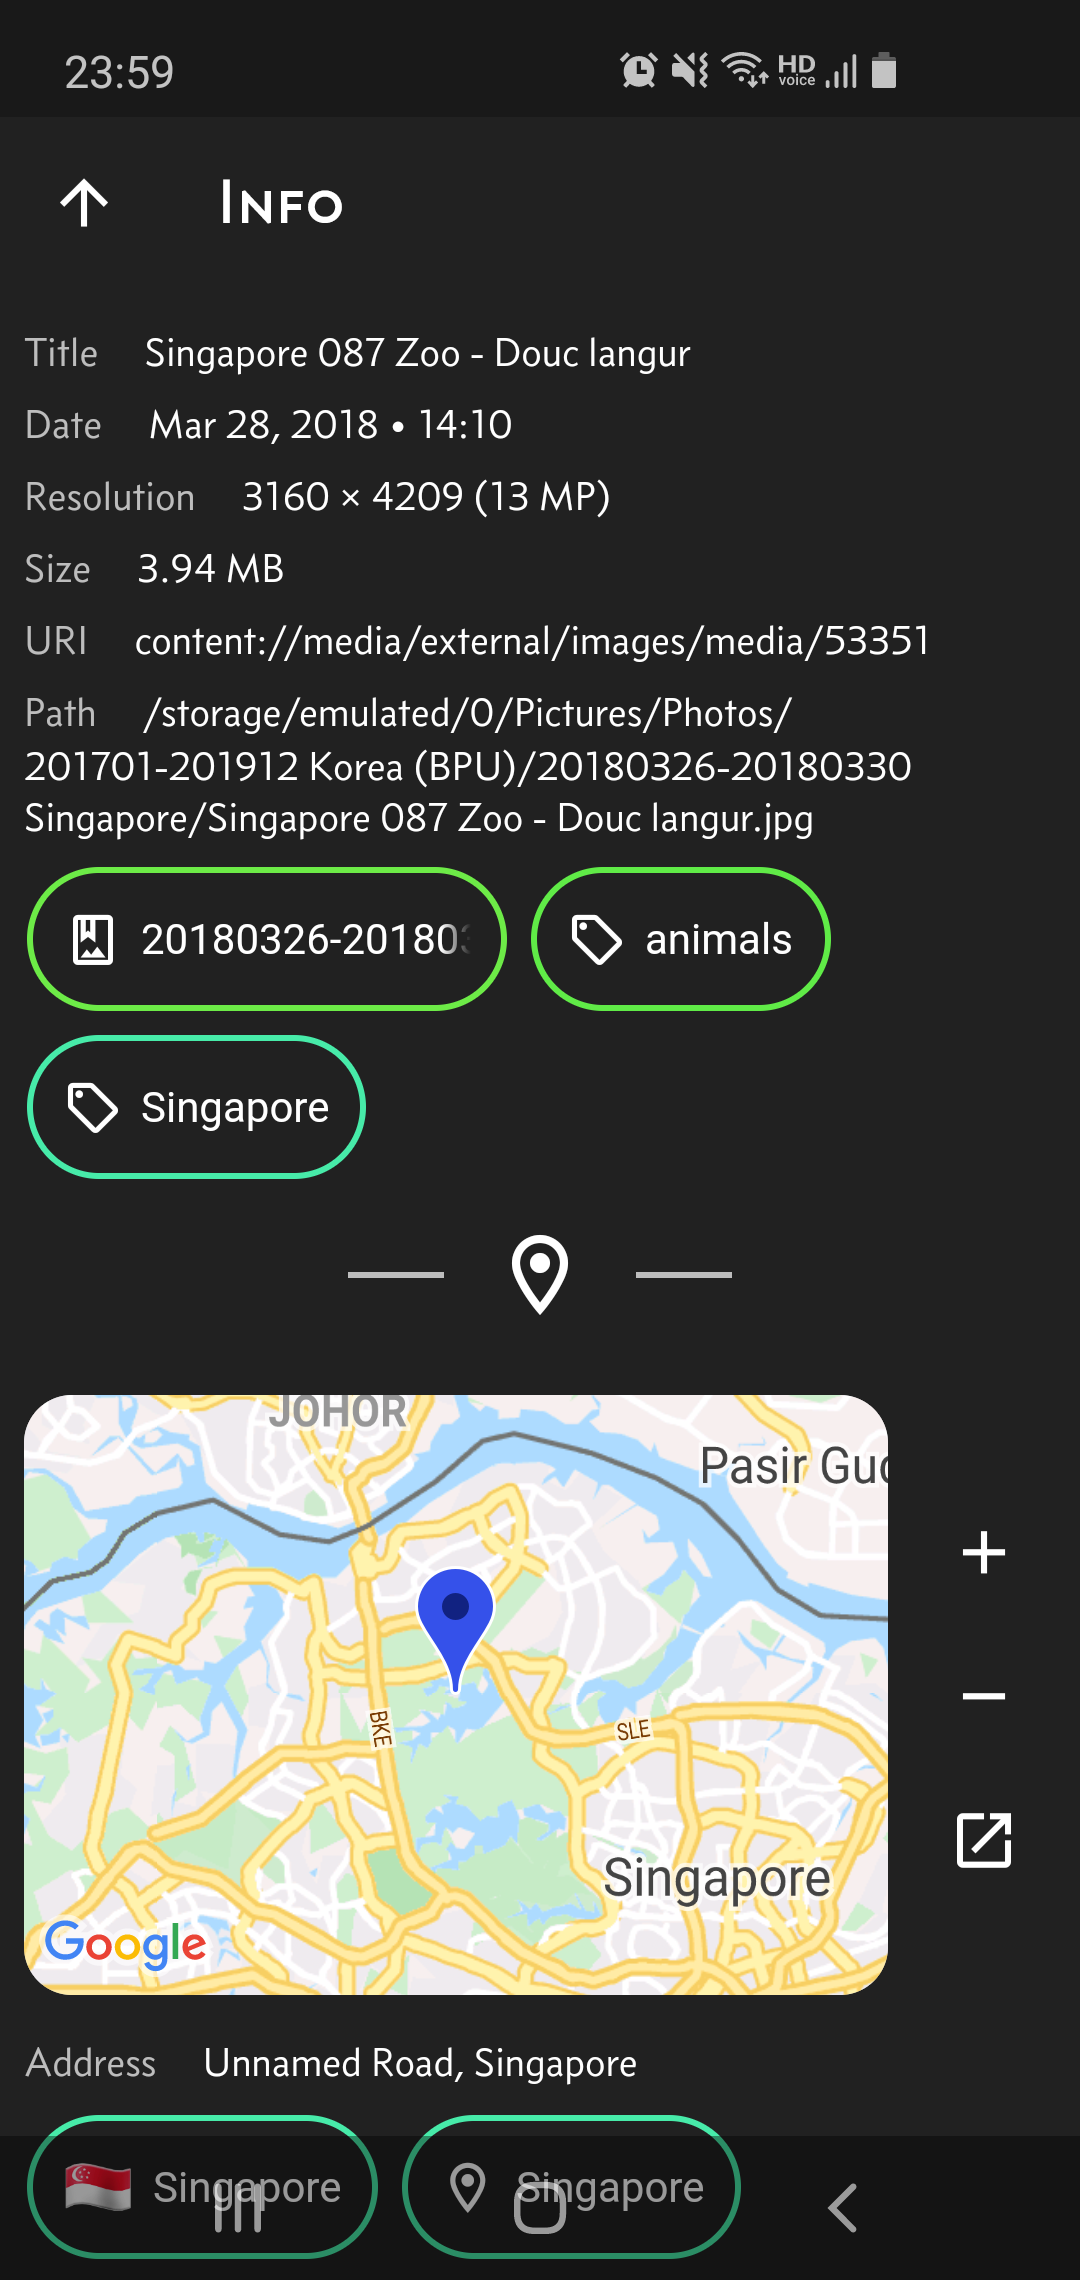 23:59
HD
voice
Info
Title Singapore 087 Zoo - Douc langur
Date Mar 28, 2018 • 14:10
Resolution 3160 × 4209 (13 MP)
Size 3.94 MB
URI content://media/external/images/media/53351
Path /storage/emulated/0/Pictures/Photos/
201701-201912 Korea (BPU)/20180326-20180330
Singapore/Singapore 087 Zoo - Douc langur.jpg
20180326-20180 animals
Singapore
JOHOR
Pasir Gud
BKE
SLE
Singapore
Google
Address Unnamed Road, Singapore
Singapore Singapore